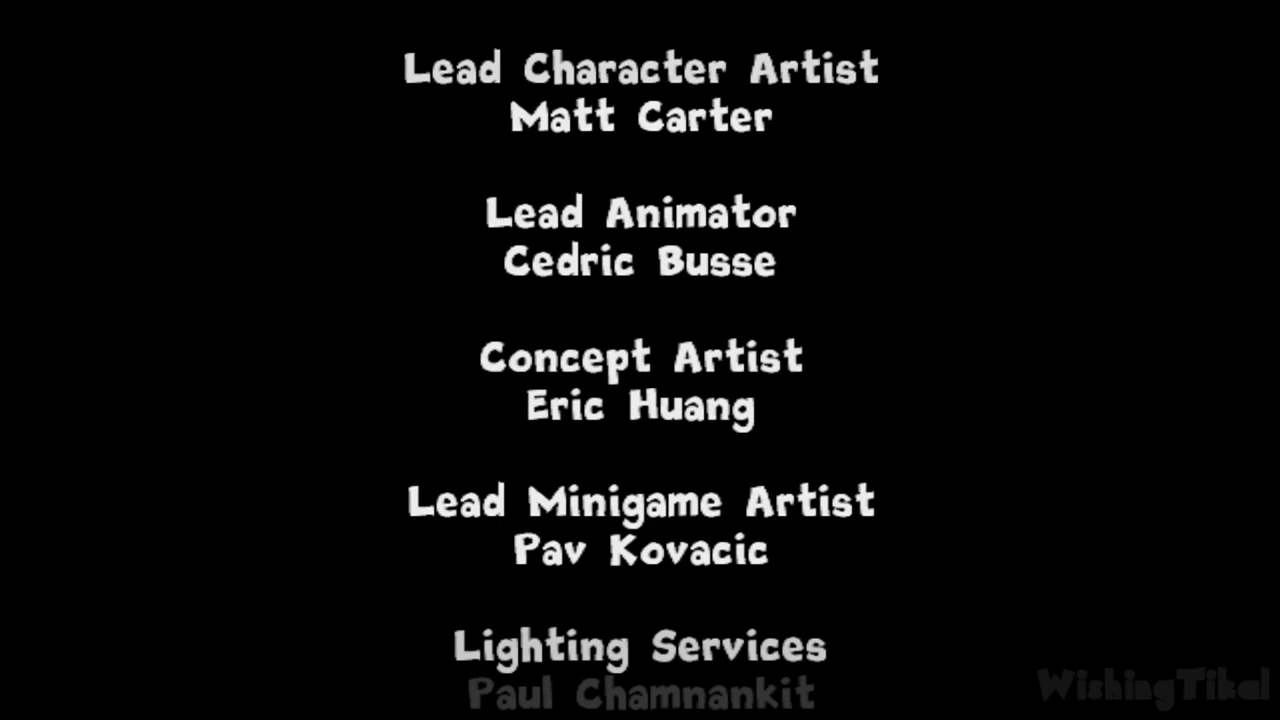 Lead Character Artist
Matt Carter
Lead Animator
Cedric Busse
Concept Artist
Eric Huang
Lead Minigame Artist
Pav Kovacic
Lighting Services
Paul Chamnankit
WishingTikal